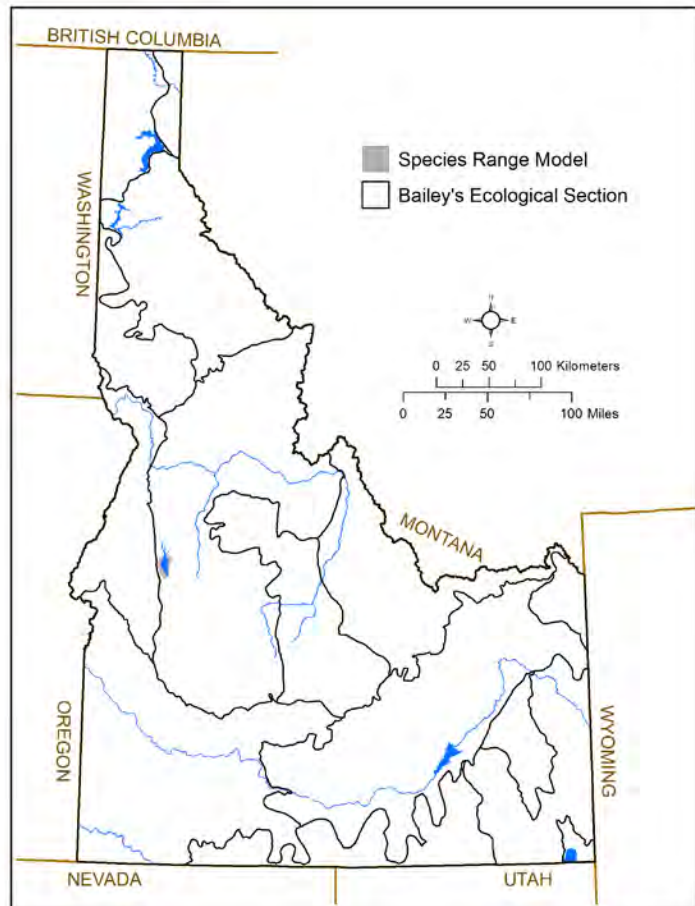 BRITISH COLUMBIA
WASHINGTON
Species Range Model
Bailey's Ecological Section
N
W
E
S
0 25 50 100 Kilometers
0 25 50 100 Miles
MONTANA
OREGON
WYOMING
NEVADA
UTAH